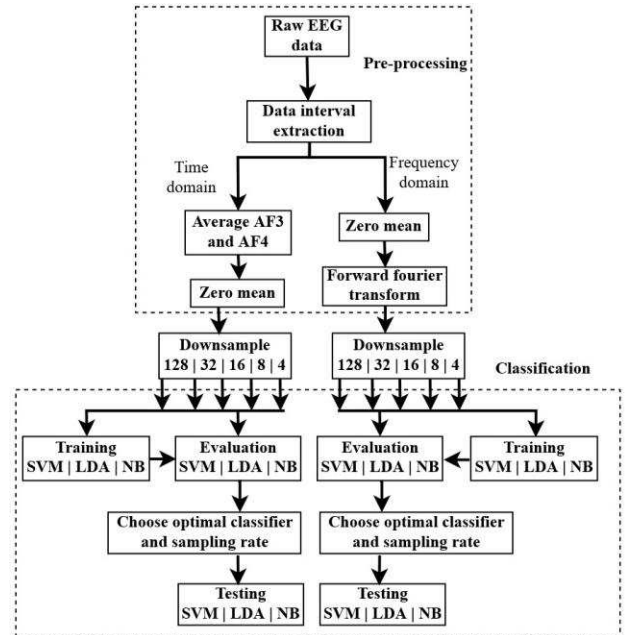 Raw EEG
data
Pre-processing
Data interval
extraction
Time
domain
Frequency
domain
Average AF3
and AF4
Zero mean
Zero mean
Forward fourier
transform
Downsample
128 | 32 | 16 | 8 | 4
Downsample
128 | 32 | 16 | 8 | 4
Classification
Training
SVM | LDA | NB
Evaluation
SVM | LDA | NB
Evaluation
SVM | LDA | NB
Training
SVM | LDA | NB
Choose optimal classifier
and sampling rate
Choose optimal classifier
and sampling rate
Testing
SVM | LDA | NB
Testing
SVM | LDA | NB